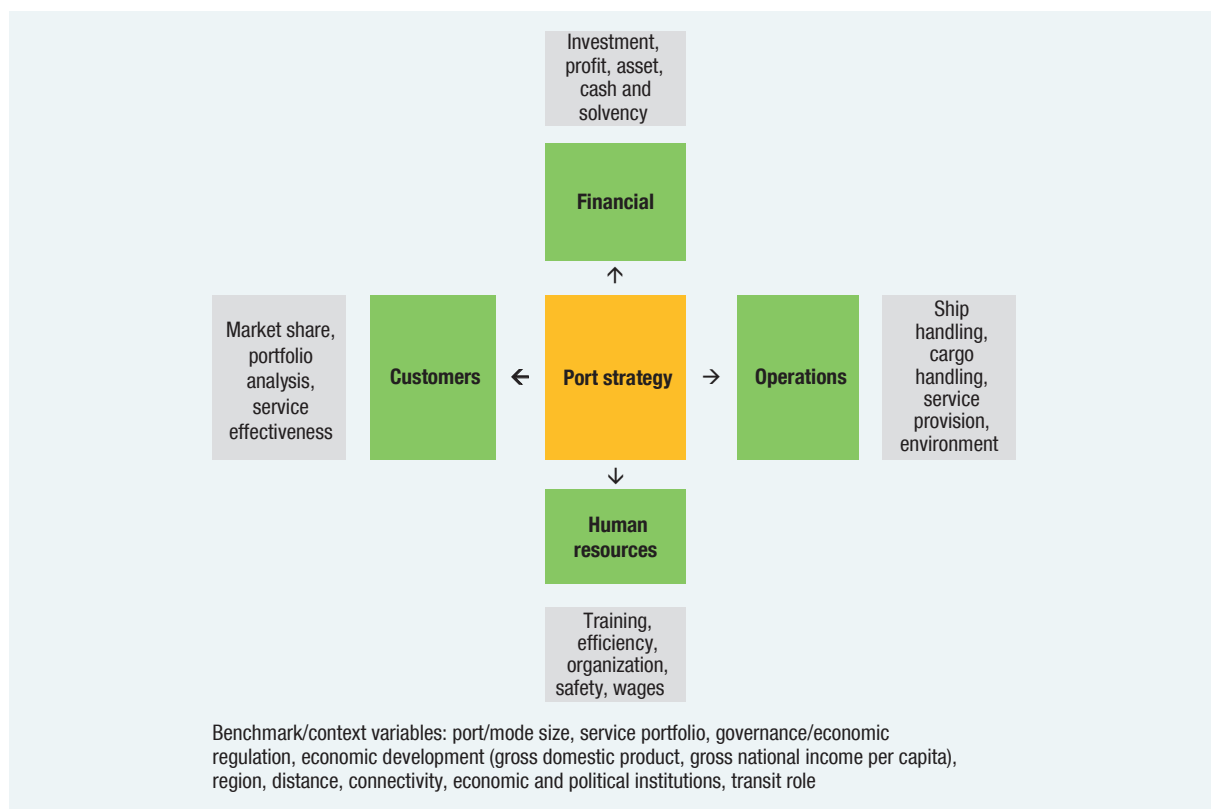 Investment,
profit, asset,
cash and
solvency
Financial
Market share,
portfolio
analysis,
service
effectiveness
Customers
←
Port strategy
→
Operations
Ship
handling,
cargo
handling,
service
provision,
environment
Human
resources
Training,
efficiency,
organization,
safety, wages
Benchmark/context variables: port/mode size, service portfolio, governance/economic
regulation, economic development (gross domestic product, gross national income per capita),
region, distance, connectivity, economic and political institutions, transit role